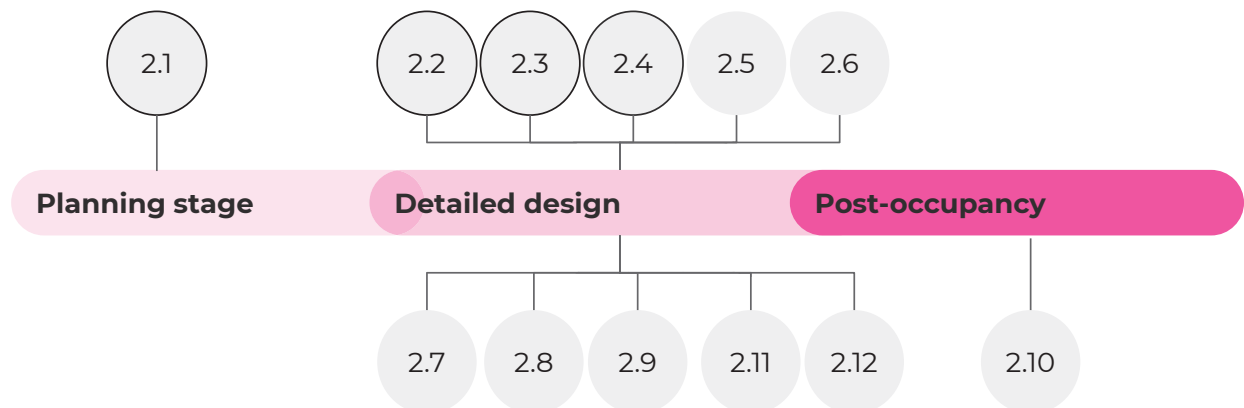 2.1
2.2 2.3 2.4 2.5 2.6
Planning stage
Detailed design
Post-occupancy
2.7 2.8 2.9 2.11 2.12
2.10